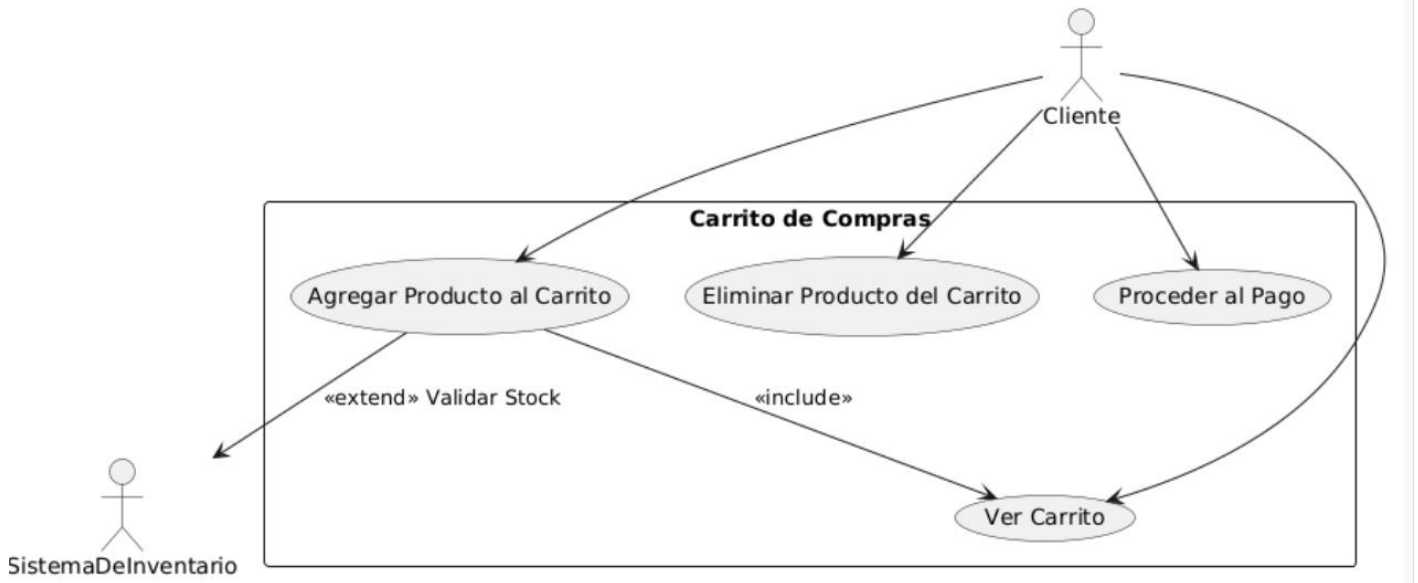 Cliente
Carrito de Compras
Agregar Producto al Carrito
Eliminar Producto del Carrito
Proceder al Pago
«extend» Validar Stock
«include»
Ver Carrito
SistemaDeInventario